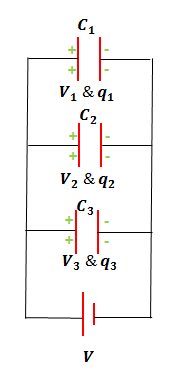 C₁
+ -
+ -
V₁ & q₁
C₂
+ -
+ -
V₂ & q₂
C₃
+ -
+ -
V₃ & q₃
V